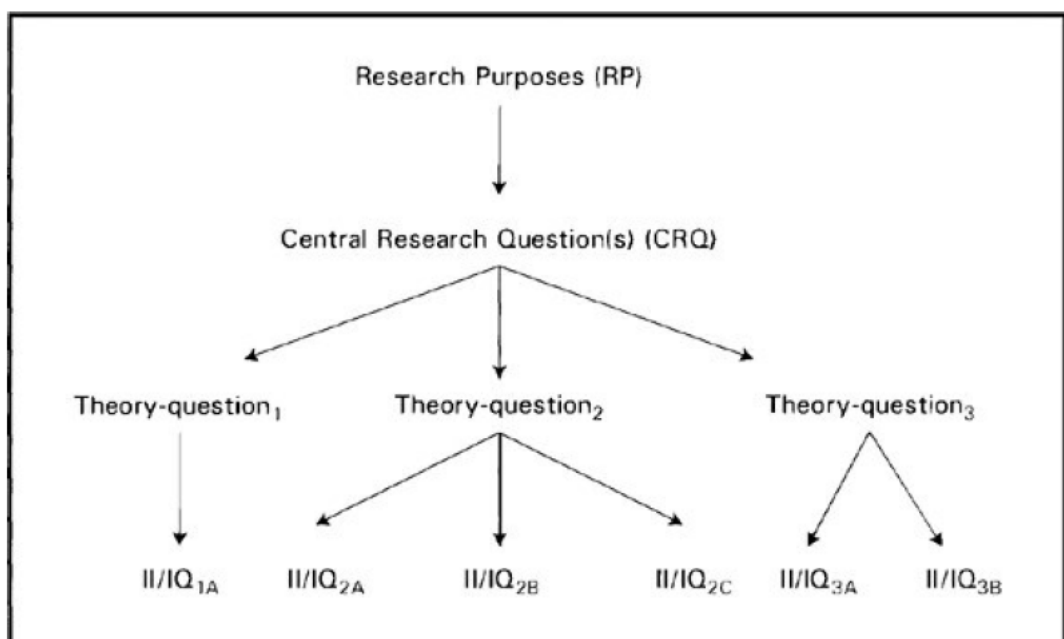 Research Purposes (RP)
Central Research Question(s) (CRQ)
Theory-question₁ Theory-question₂ Theory-question₃
II/IQ₁A II/IQ₂A II/IQ₂B II/IQ₂C II/IQ₃A II/IQ₃B